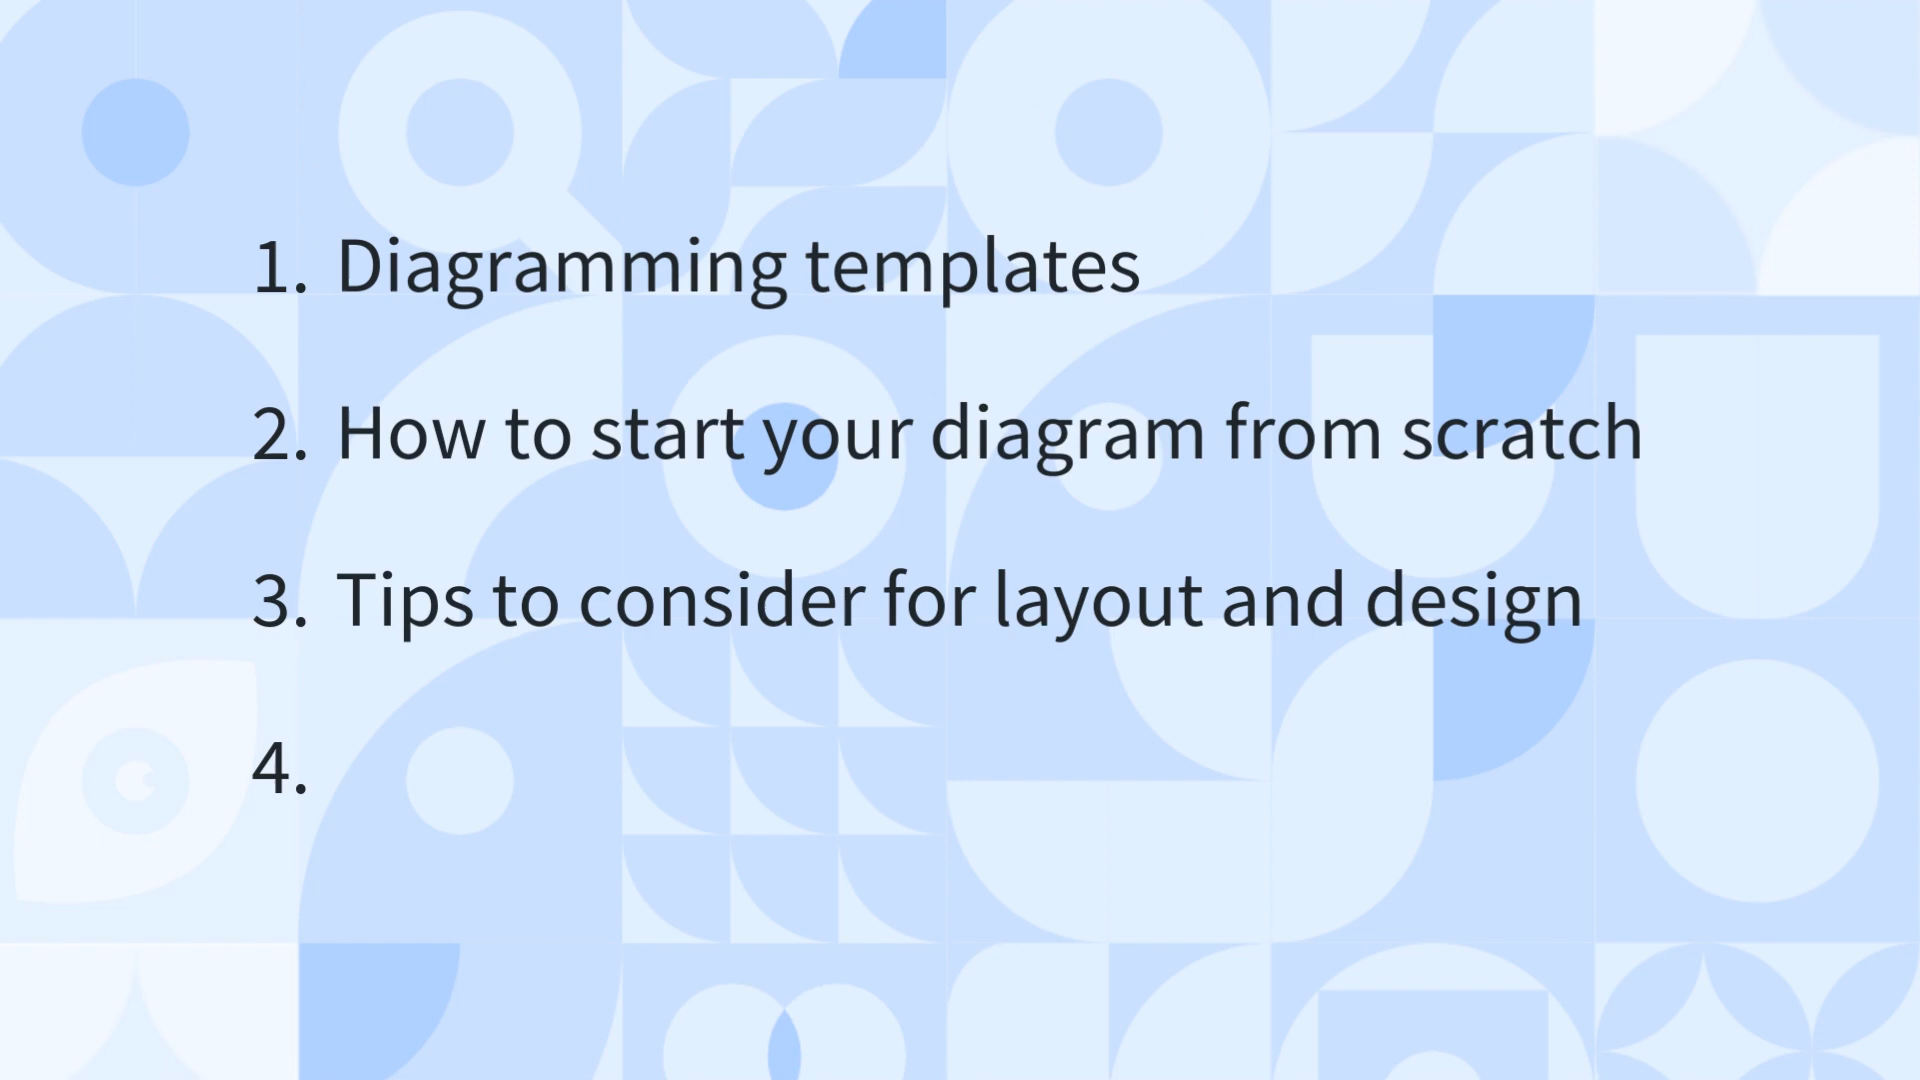 1. Diagramming templates
2. How to start your diagram from scratch
3. Tips to consider for layout and design
4.